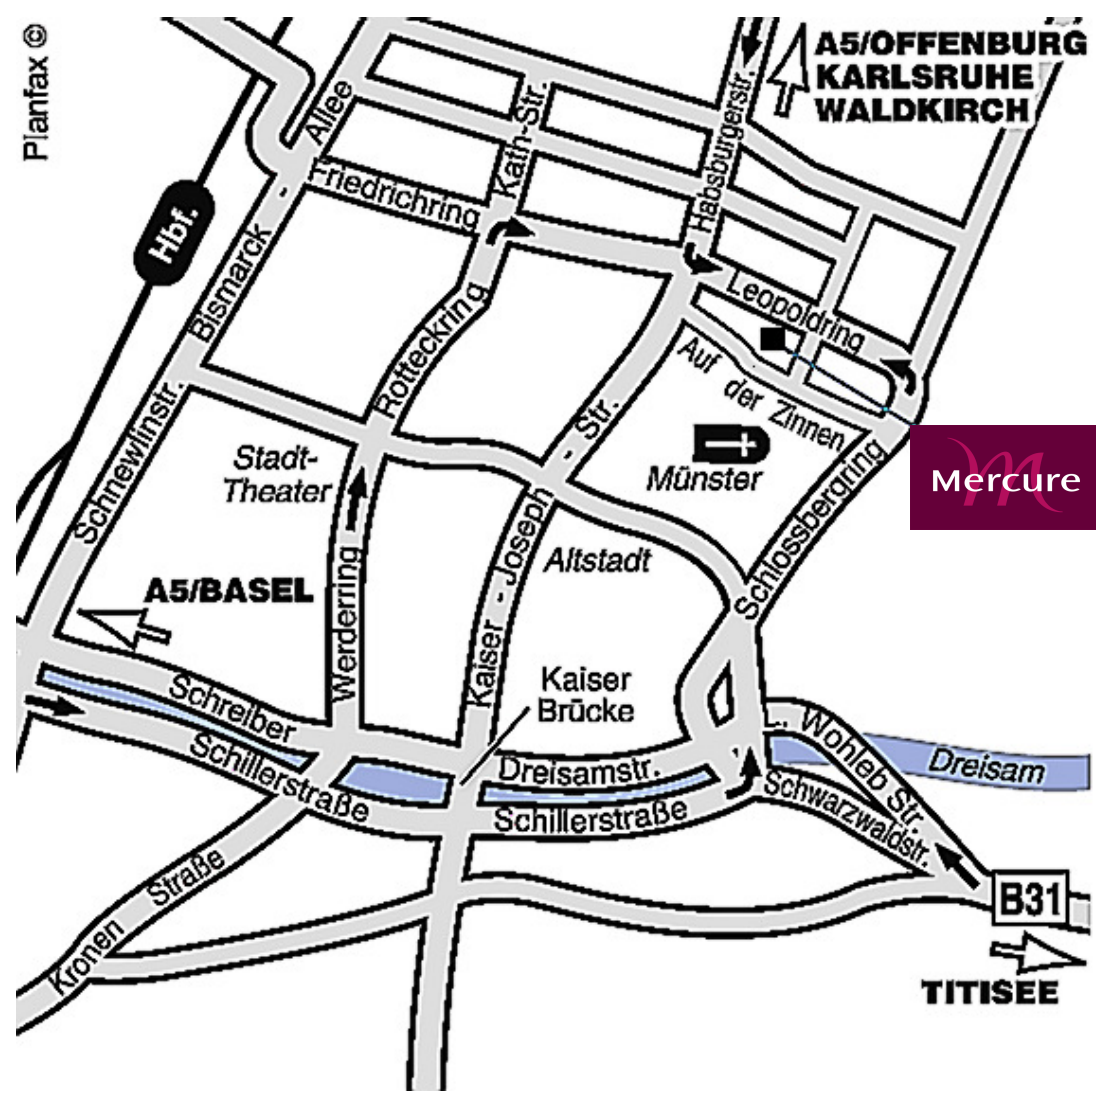 Planfax ©
A5/OFFENBURG
KARLSRUHE
WALDKIRCH
Allee
Kath-Str.
Habsburgerstr.
Friedrichring
Hbf.
Bismarck -
Leopoldring
Rotteckring
Auf der Zinnen
Schnewlinstr.
Stadt-
Theater
Str.
Münster
Mercure
Schlossbergring
Kaiser - Joseph -
Altstadt
A5/BASEL
Werderring
Kaiser
Brücke
Schreiber
Schillerstraße
Dreisamstr.
Schillerstraße
Wohleb Str.
Schwarzwaldstr.
Dreisam
Kronen Straße
B31
TITISEE